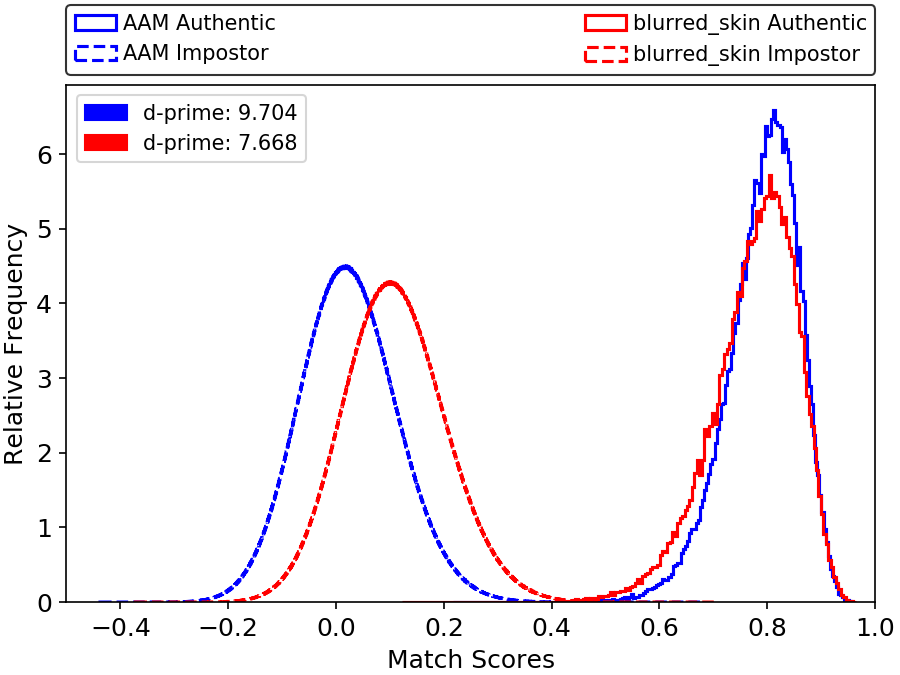 AAM Authentic
AAM Impostor
blurred_skin Authentic
blurred_skin Impostor
d-prime: 9.704
d-prime: 7.668
Relative Frequency
6
5
4
3
2
1
0
−0.4 −0.2 0.0 0.2 0.4 0.6 0.8 1.0
Match Scores